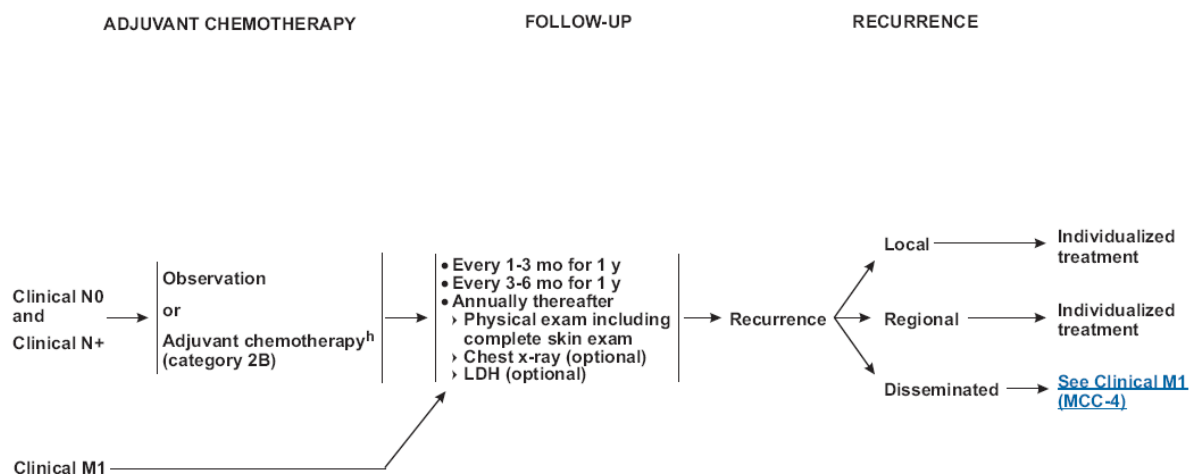 ADJUVANT CHEMOTHERAPY
FOLLOW-UP
RECURRENCE
Clinical N0
and
Clinical N+
Observation
or
Adjuvant chemotherapyh
(category 2B)
• Every 1-3 mo for 1 y
• Every 3-6 mo for 1 y
• Annually thereafter
› Physical exam including
complete skin exam
› Chest x-ray (optional)
› LDH (optional)
Recurrence
Local
Individualized
treatment
Regional
Individualized
treatment
Disseminated
See Clinical M1
(MCC-4)
Clinical M1